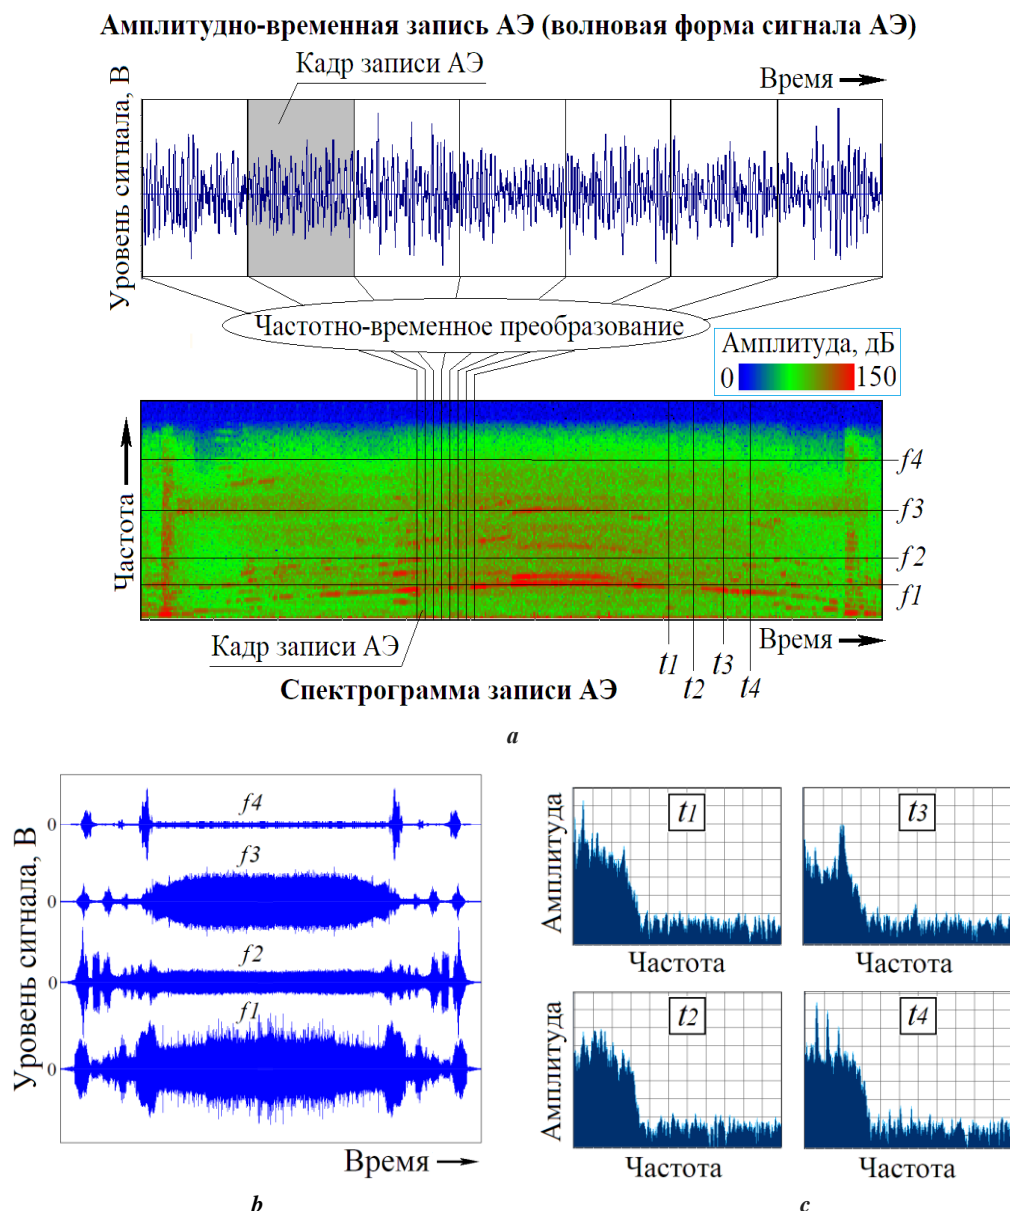 Амплитудно-временная запись АЭ (волновая форма сигнала АЭ)
Кадр записи АЭ
Время
Уровень сигнала, В
Частотно-временное преобразование
Амплитуда, дБ
0 150
Частота
f4
f3
f2
f1
Кадр записи АЭ
Время
t1 t2 t3 t4
Спектрограмма записи АЭ
a
Уровень сигнала, В
0 f4
f3
0
f2
0
f1
0
Время
b
Амплитуда
t1
Частота
t3
Частота
Амплитуда
t2
Частота
t4
Частота
c